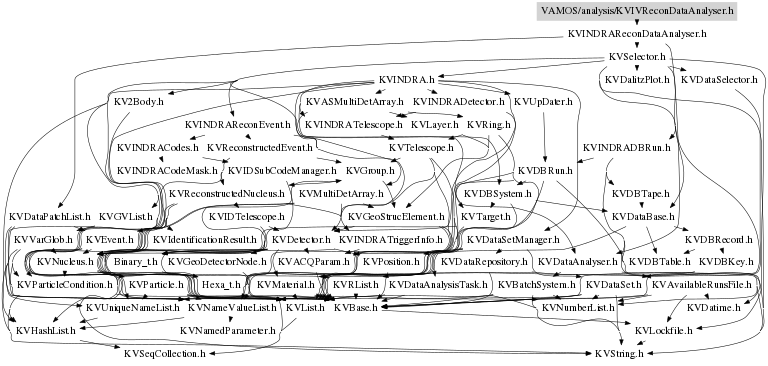 VAMOS/analysis/KVIVReconDataAnalyser.h
KVINDRAReconDataAnalyser.h
KVSelector.h
KVINDRA.h KVDalitzPlot.h KVDataSelector.h
KV2Body.h KVASMultiDetArray.h KVINDRADetector.h KVUpDater.h
KVINDRAReconEvent.h KVINDRATelescope.h KVLayer.h KVRing.h
KVINDRACodes.h KVReconstructedEvent.h KVTelescope.h KVINDRADBRun.h
KVINDRACodeMask.h KVIDSubCodeManager.h KVGroup.h KVDBRun.h
KVReconstructedNucleus.h KVMultiDetArray.h KVDBSystem.h KVDBTape.h
KVDataPatchList.h KVGVList.h KVIDTelescope.h KVGeoStrucElement.h KVTarget.h KVDataBase.h
KVVarGlob.h KVEvent.h KVIdentificationResult.h KVDetector.h KVINDRATriggerInfo.h KVDataSetManager.h KVDBRecord.h
KVNucleus.h Binary_t.h KVGeoDetectorNode.h KVACQParam.h KVPosition.h KVDataRepository.h KVDataAnalyser.h KVDBTable.h KVDBKey.h
KVParticleCondition.h KVParticle.h Hexa_t.h KVMaterial.h KVRList.h KVDataAnalysisTask.h KVBatchSystem.h KVDataSet.h KVAvailableRunsFile.h
KVUniqueNameList.h KVNameValueList.h KVList.h KVBase.h KVNumberList.h KVDatime.h
KVHashList.h KVNamedParameter.h KVLockfile.h
KVSeqCollection.h KVString.h